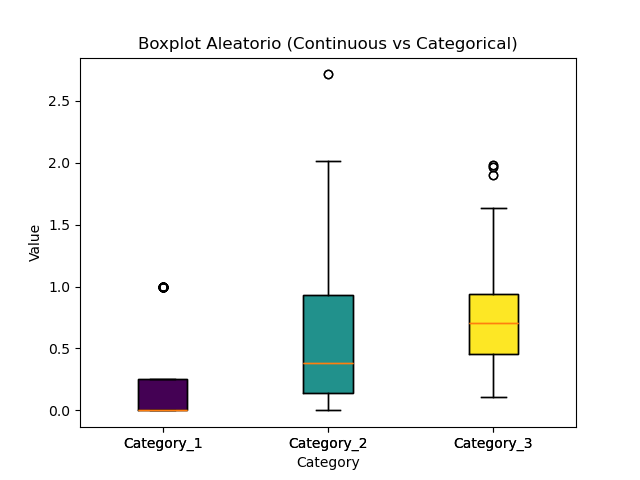 Boxplot Aleatorio (Continuous vs Categorical)
Value
2.5
2.0
1.5
1.0
0.5
0.0
Category_1 Category_2 Category_3
Category